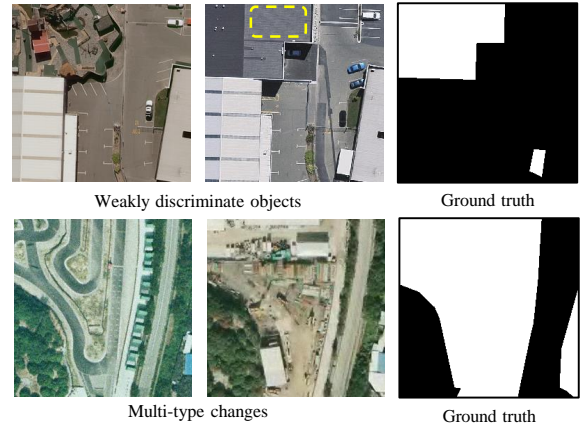 Weakly discriminate objects
Ground truth
Multi-type changes
Ground truth